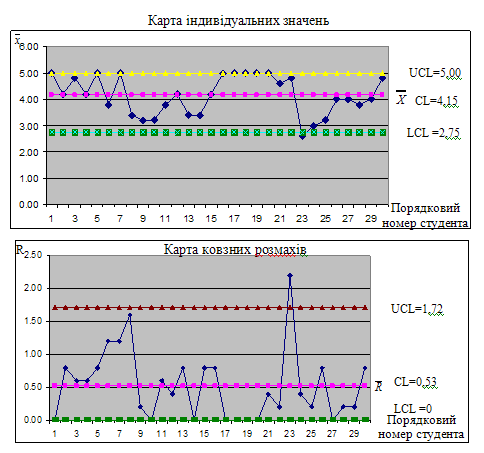 Карта індивідуальних значень
x̄
6.00
5.00
4.00
3.00
2.00
1.00
0.00
1 3 5 7 9 11 13 15 17 19 21 23 25 27 29
UCL=5,00
X̄ CL=4,15
LCL =2,75
Порядковий
номер студента
Карта ковзних розмахів
R
2.50
2.00
1.50
1.00
0.50
0.00
1 3 5 7 9 11 13 15 17 19 21 23 25 27 29
UCL=1,72
R̄ CL=0,53
LCL =0
Порядковий
номер студента